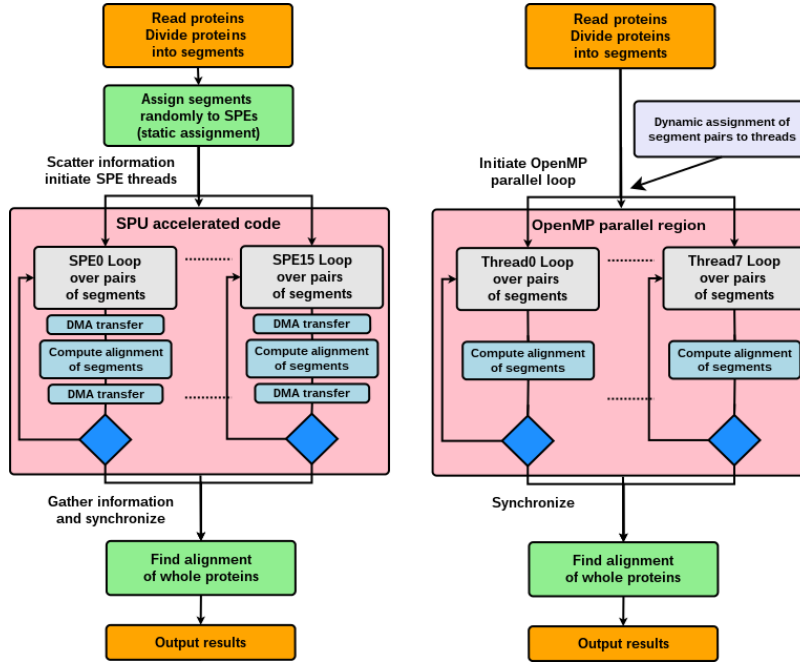 Read proteins
Divide proteins
into segments
Assign segments
randomly to SPEs
(static assignment)
Scatter information
initiate SPE threads
SPU accelerated code
SPE0 Loop
over pairs
of segments
DMA transfer
Compute alignment
of segments
DMA transfer
SPE15 Loop
over pairs
of segments
DMA transfer
Compute alignment
of segments
DMA transfer
Gather information
and synchronize
Find alignment
of whole proteins
Output results
Read proteins
Divide proteins
into segments
Dynamic assignment of
segment pairs to threads
Initiate OpenMP
parallel loop
OpenMP parallel region
Thread0 Loop
over pairs
of segments
Compute alignment
of segments
Thread7 Loop
over pairs
of segments
Compute alignment
of segments
Synchronize
Find alignment
of whole proteins
Output results